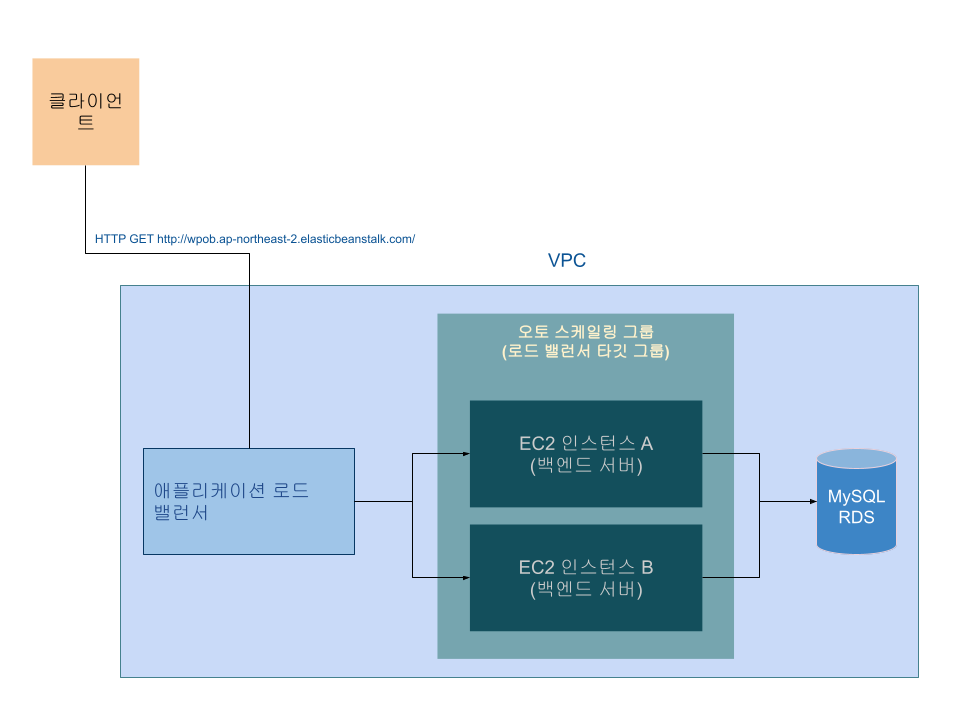 클라이언
트
HTTP GET http://wpob.ap-northeast-2.elasticbeanstalk.com/
VPC
오토 스케일링 그룹
(로드 밸런서 타깃 그룹)
EC2 인스턴스 A
(백엔드 서버)
애플리케이션 로드
밸런서
MySQL
RDS
EC2 인스턴스 B
(백엔드 서버)